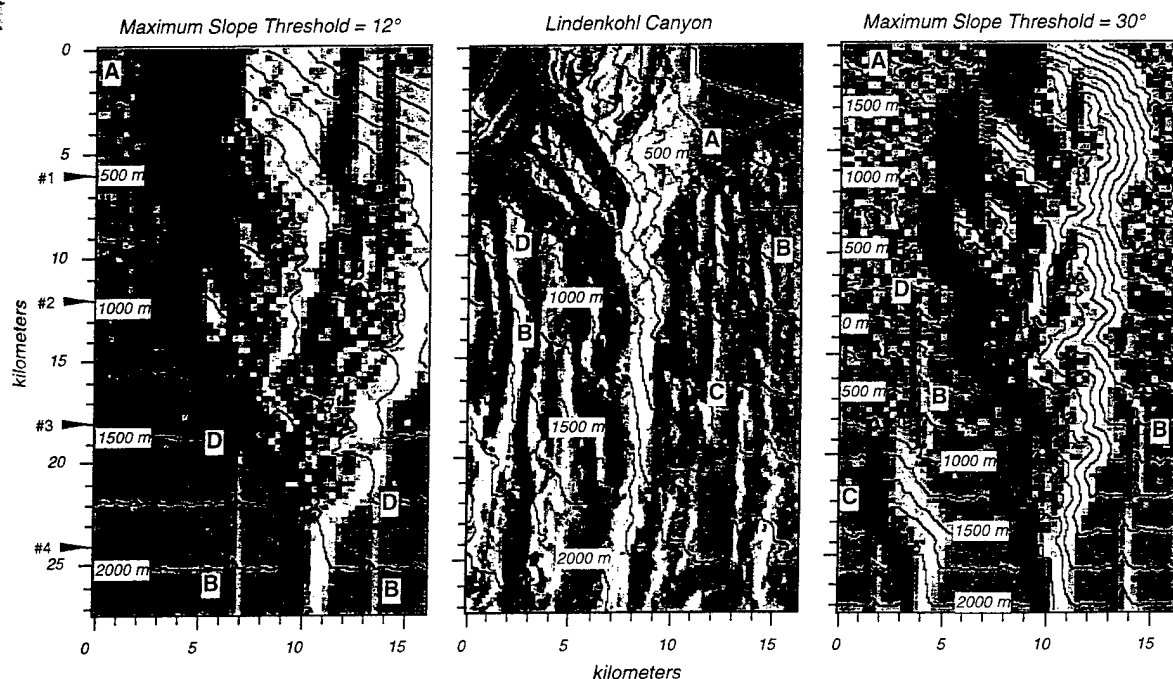 Maximum Slope Threshold = 12°
Lindenkohl Canyon
Maximum Slope Threshold = 30°
kilometers
0
5
10
15
20
25
#1
#2
#3
#4
A
500 m
1000 m
1500 m
D
D
2000 m
B
B
0
5
10
15
A
500 m
D
B
1000 m
B
C
1500 m
2000 m
0
5
10
15
kilometers
A
1500 m
1000 m
500 m
D
0 m
500 m
B
B
1000 m
C
1500 m
2000 m
0
5
10
15